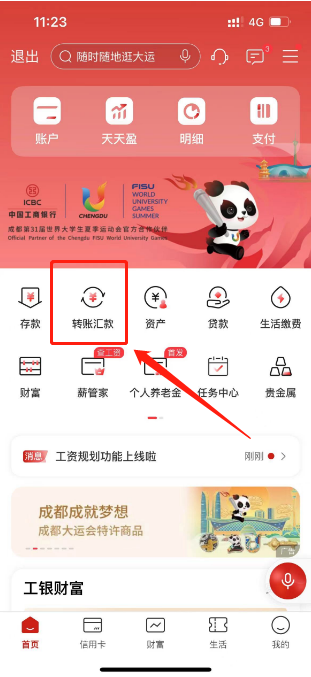 11:23
4G
退出
随时随地逛大运
3
账户
天天盈
明细
支付
ICBC
中国工商银行
CHENGDU
FISU
WORLD
UNIVERSITY
GAMES
SUMMER
成都第31届世界大学生夏季运动会官方合作伙伴
Official Partner of the Chengdu FISU World University Games
存款
转账汇款
资产
贷款
生活缴费
查工资
首发
财富
薪管家
个人养老金
任务中心
贵金属
消息
工资规划功能上线啦
刚刚
成都成就梦想
成都大运会特许商品
广告
工银财富
首页
信用卡
财富
生活
我的